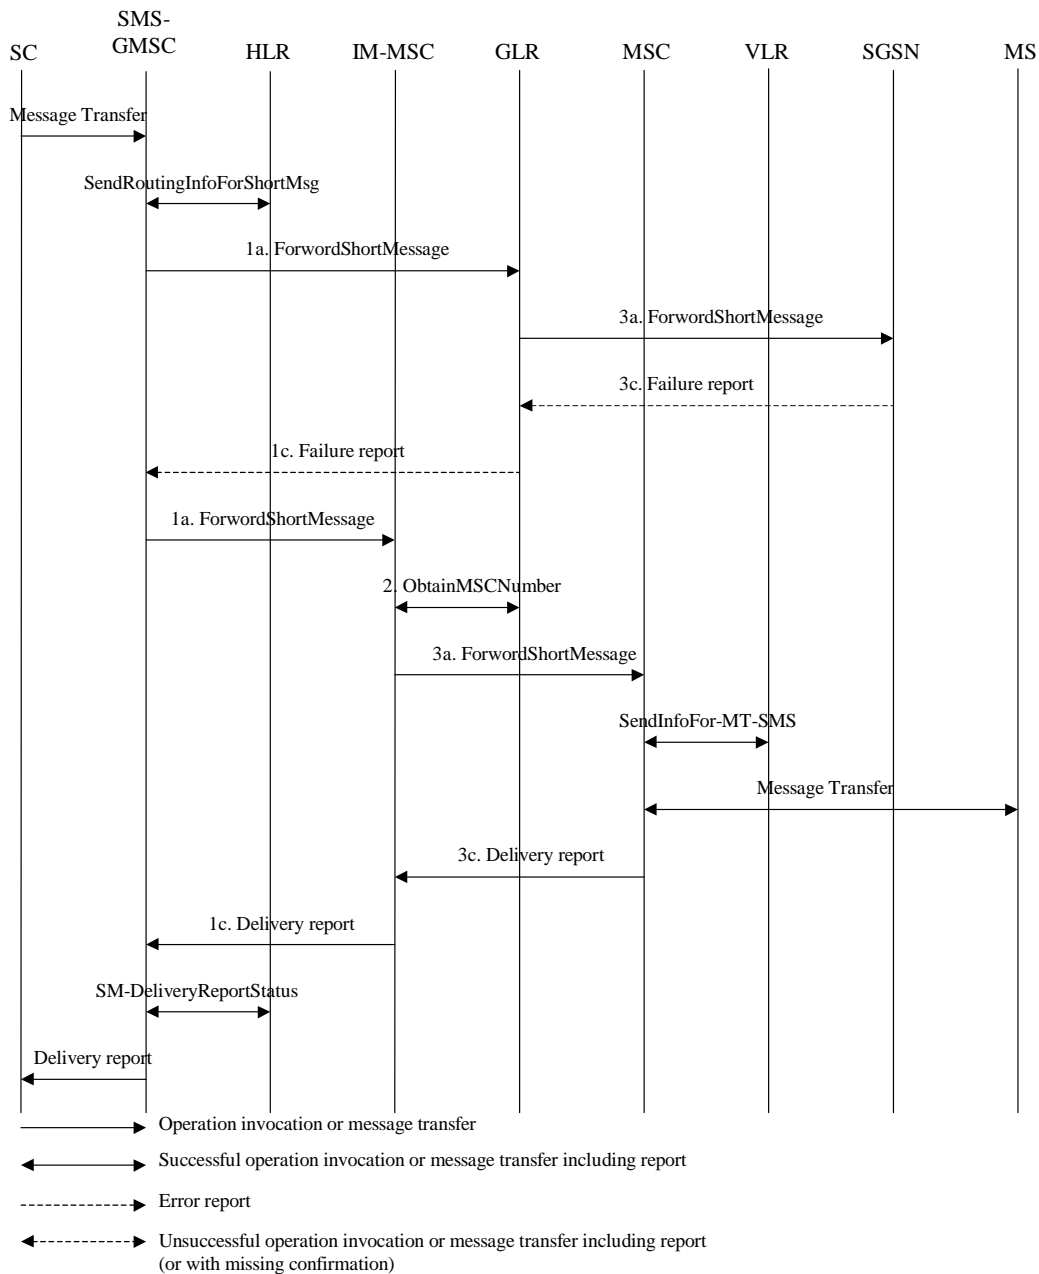 SMS-
GMSC
SC
HLR
IM-MSC
GLR
MSC
VLR
SGSN
MS
Message Transfer
SendRoutingInfoForShortMsg
1a. ForwordShortMessage
3a. ForwordShortMessage
3c. Failure report
1c. Failure report
1a. ForwordShortMessage
2. ObtainMSCNumber
3a. ForwordShortMessage
SendInfoFor-MT-SMS
Message Transfer
3c. Delivery report
1c. Delivery report
SM-DeliveryReportStatus
Delivery report
Operation invocation or message transfer
Successful operation invocation or message transfer including report
Error report
Unsuccessful operation invocation or message transfer including report
(or with missing confirmation)